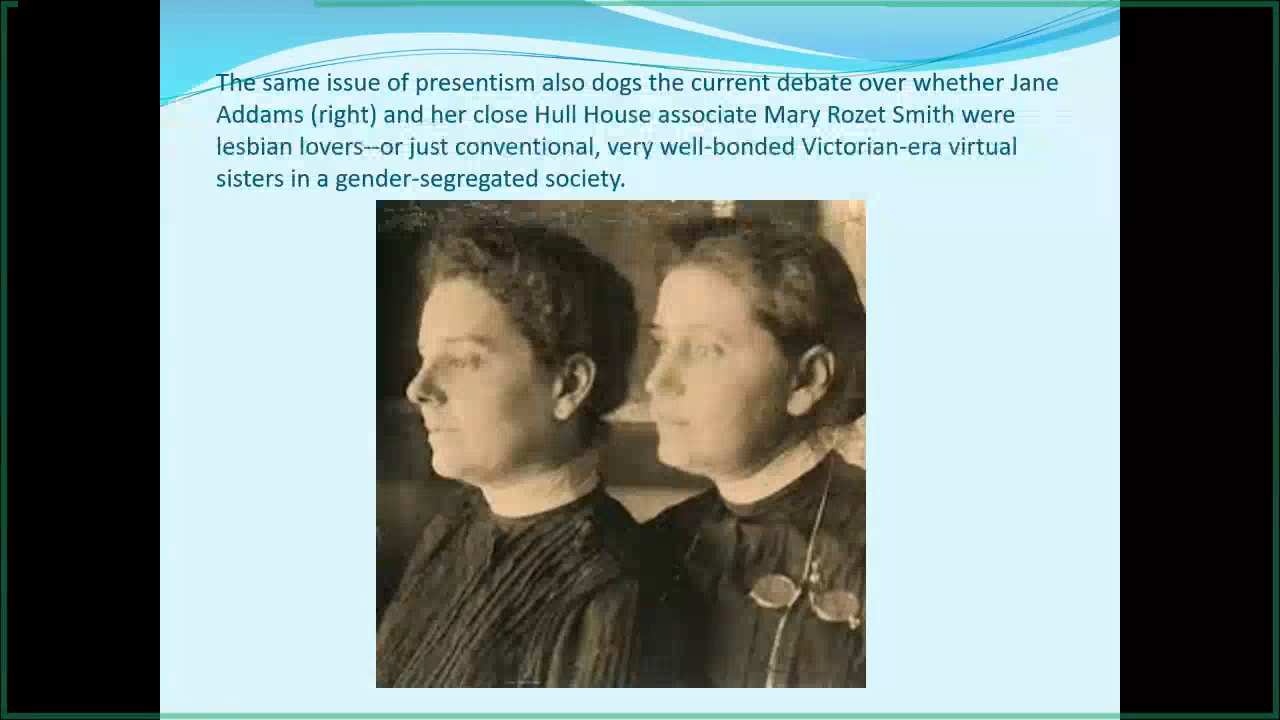 The same issue of presentism also dogs the current debate over whether Jane
Addams (right) and her close Hull House associate Mary Rozet Smith were
lesbian lovers--or just conventional, very well-bonded Victorian-era virtual
sisters in a gender-segregated society.